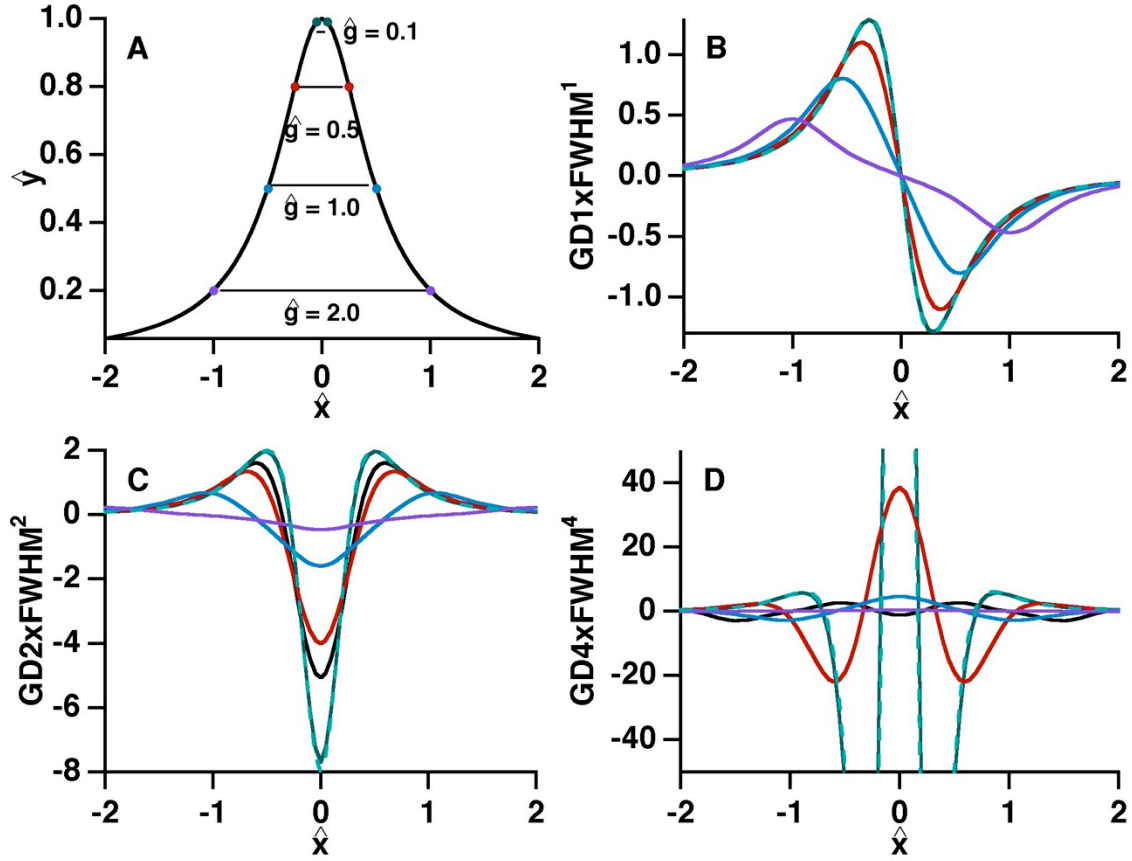 A
ŷ
1.0
0.8
0.6
0.4
0.2
ĝ = 0.1
ĝ = 0.5
ĝ = 1.0
ĝ = 2.0
-2 -1 0 1 2
x̂
B
GD1xFWHM¹
1.0
0.5
0.0
-0.5
-1.0
-2 -1 0 1 2
x̂
C
GD2xFWHM²
2
0
-2
-4
-6
-8
-2 -1 0 1 2
x̂
D
GD4xFWHM⁴
40
20
0
-20
-40
-2 -1 0 1 2
x̂